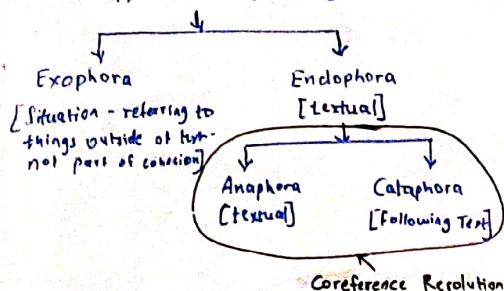 Exophora
Endophora
[Situation - referring to
[textual]
things outside of text-
not part of cohesion]
Anaphora
Cataphora
[textual]
[Following Text]
Coreference Resolution